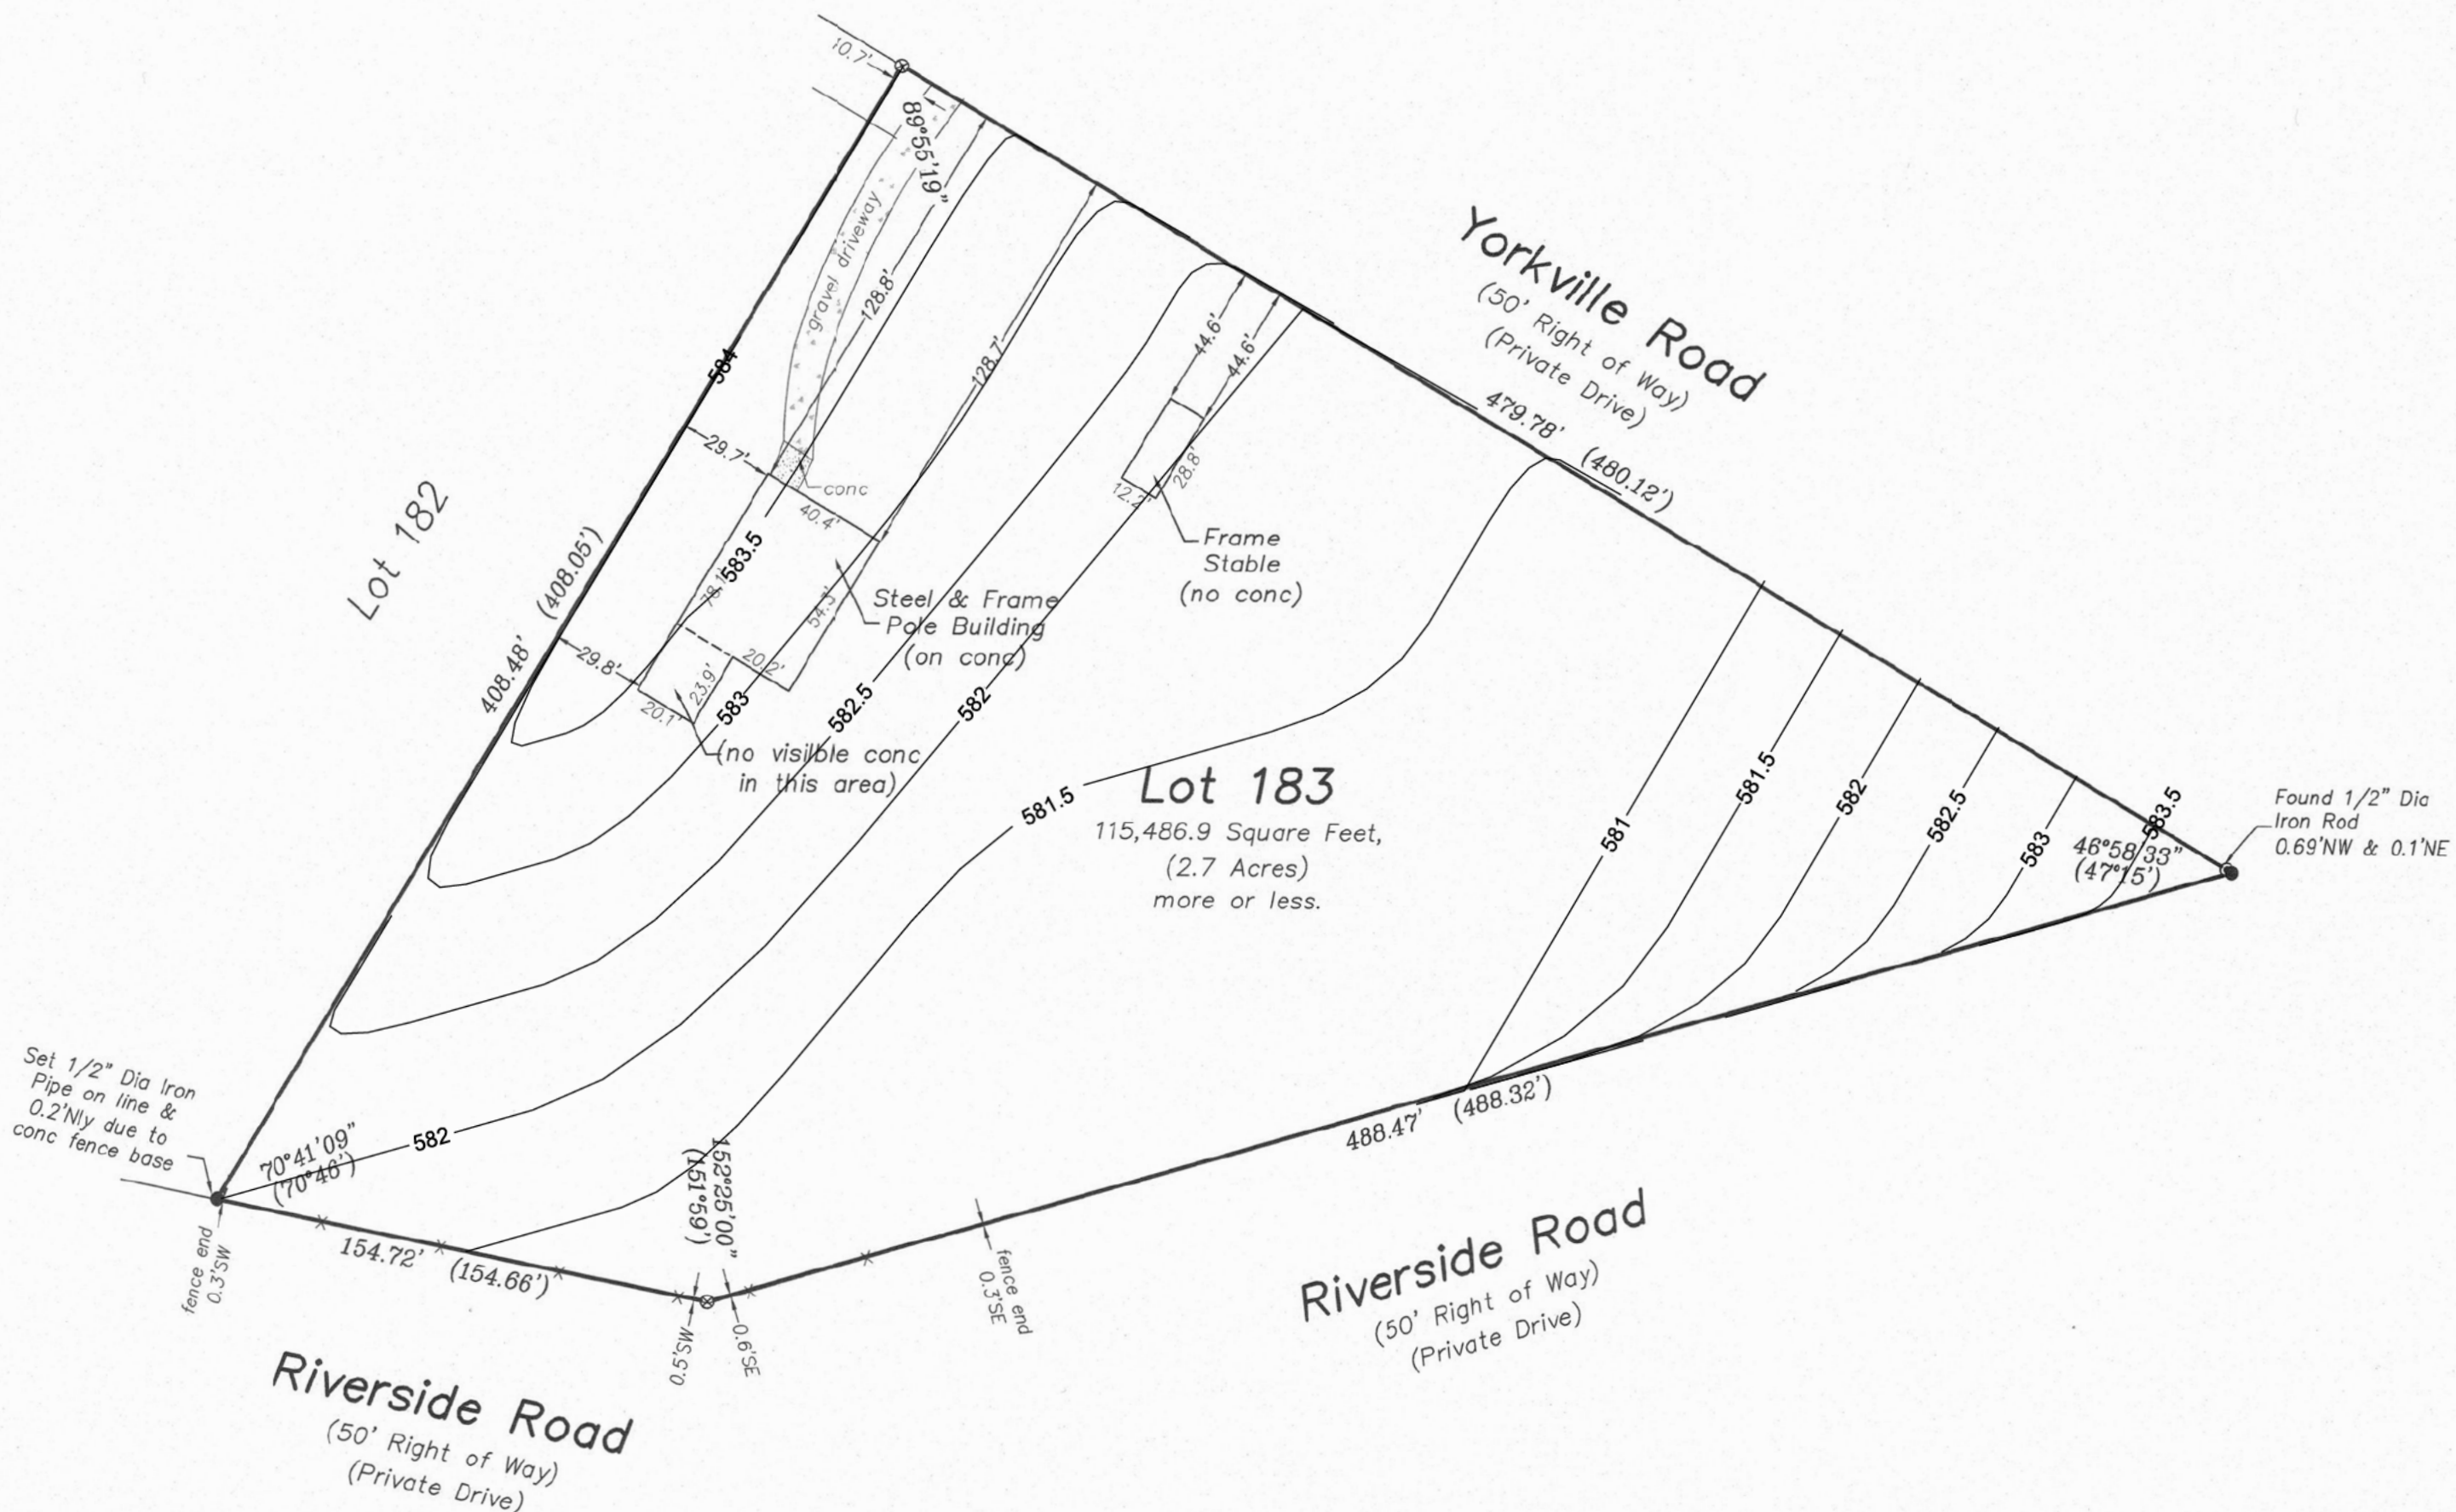 10.7'
89°55'19"
gravel driveway
128.8'
128.7'
44.6'
44.6'
Yorkville Road
(50' Right of Way)
(Private Drive)
479.78' (480.12')
584
29.7'
conc
40.4'
12.2'
28.8'
Frame
Stable
(no conc)
Lot 182
408.48' (408.05')
583.5
78.1'
54.3'
Steel & Frame
Pole Building
(on conc)
29.8'
20.2'
23.9'
20.1'
583
582.5
582
(no visible conc
in this area)
581.5
Lot 183
115,486.9 Square Feet,
(2.7 Acres)
more or less.
581
581.5
582
582.5
583
583.5
46°58'33"
(47°15')
Found 1/2" Dia
Iron Rod
0.69'NW & 0.1'NE
Set 1/2" Dia Iron
Pipe on line &
0.2'Nly due to
conc fence base
70°41'09"
(70°46')
582
152°25'00"
(151°59')
488.47' (488.32')
fence end
0.3'SW
154.72' (154.66')
0.5'SW
0.6'SE
fence end
0.3'SE
Riverside Road
(50' Right of Way)
(Private Drive)
Riverside Road
(50' Right of Way)
(Private Drive)